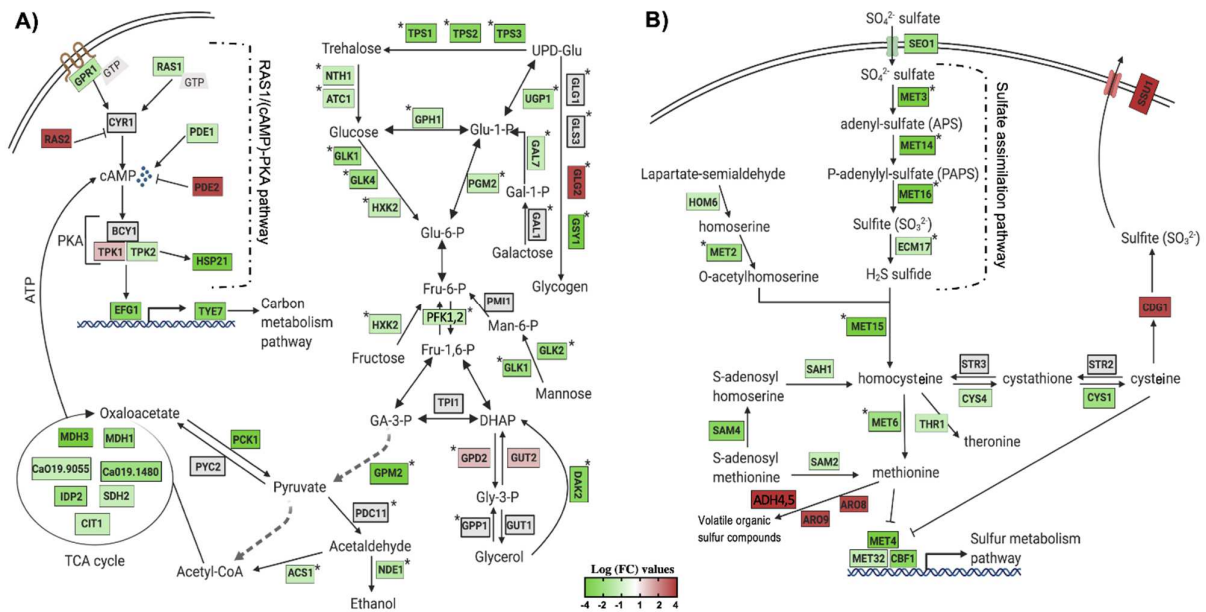 A)
GPR1
GTP
RAS1
GTP
RAS1/(cAMP)-PKA pathway
RAS2
CYR1
PDE1
cAMP
PDE2
BCY1
PKA
TPK1
TPK2
HSP21
ATP
EFG1
TYE7
Carbon
metabolism
pathway
Oxaloacetate
MDH3
MDH1
PCK1
CaO19.9055
Ca019.1480
PYC2
IDP2
SDH2
CIT1
TCA cycle
Pyruvate
Acetyl-CoA
PDC11 *
Acetaldehyde
ACS1 *
NDE1 *
Ethanol
* TPS1
* TPS2
* TPS3
Trehalose
UPD-Glu
* NTH1
* ATC1
UGP1 *
GLG1 *
GLS3 *
GLG2 *
GSY1 *
Glucose
* GPH1
Glu-1-P
* GLK1
* GLK4
* HXK2
PGM2 *
GAL7 *
Gal-1-P
GAL1 *
Galactose
Glycogen
Glu-6-P
Fru-6-P
PMI1
* HXK2
PFK1,2 *
Man-6-P
Fructose
Fru-1,6-P
GLK2 *
* GLK1
Mannose
TPI1
GA-3-P
DHAP
GPM2 *
* GPD2
GUT2
DAK2 *
Gly-3-P
* GPP1
GUT1
Glycerol
Log (FC) values
-4 -2 -1 1 2 4
B)
SO₄²⁻ sulfate
SEO1
SO₄²⁻ sulfate
MET3 *
adenyl-sulfate (APS)
MET14 *
P-adenylyl-sulfate (PAPS)
MET16 *
Sulfite (SO₃²⁻)
ECM17 *
H₂S sulfide
Sulfate assimilation pathway
SSU1
Lapartate-semialdehyde
HOM6
homoserine
* MET2
O-acetylhomoserine
* MET15
Sulfite (SO₃²⁻)
CDG1
S-adenosyl
homoserine
SAH1
homocysteine
STR3
CYS4
cystathione
STR2
CYS1
cysteine
SAM4
* MET6
THR1
theronine
S-adenosyl
methionine
SAM2
methionine
ADH4,5
ARO8
ARO9
Volatile organic
sulfur compounds
MET4
MET32
CBF1
Sulfur metabolism
pathway